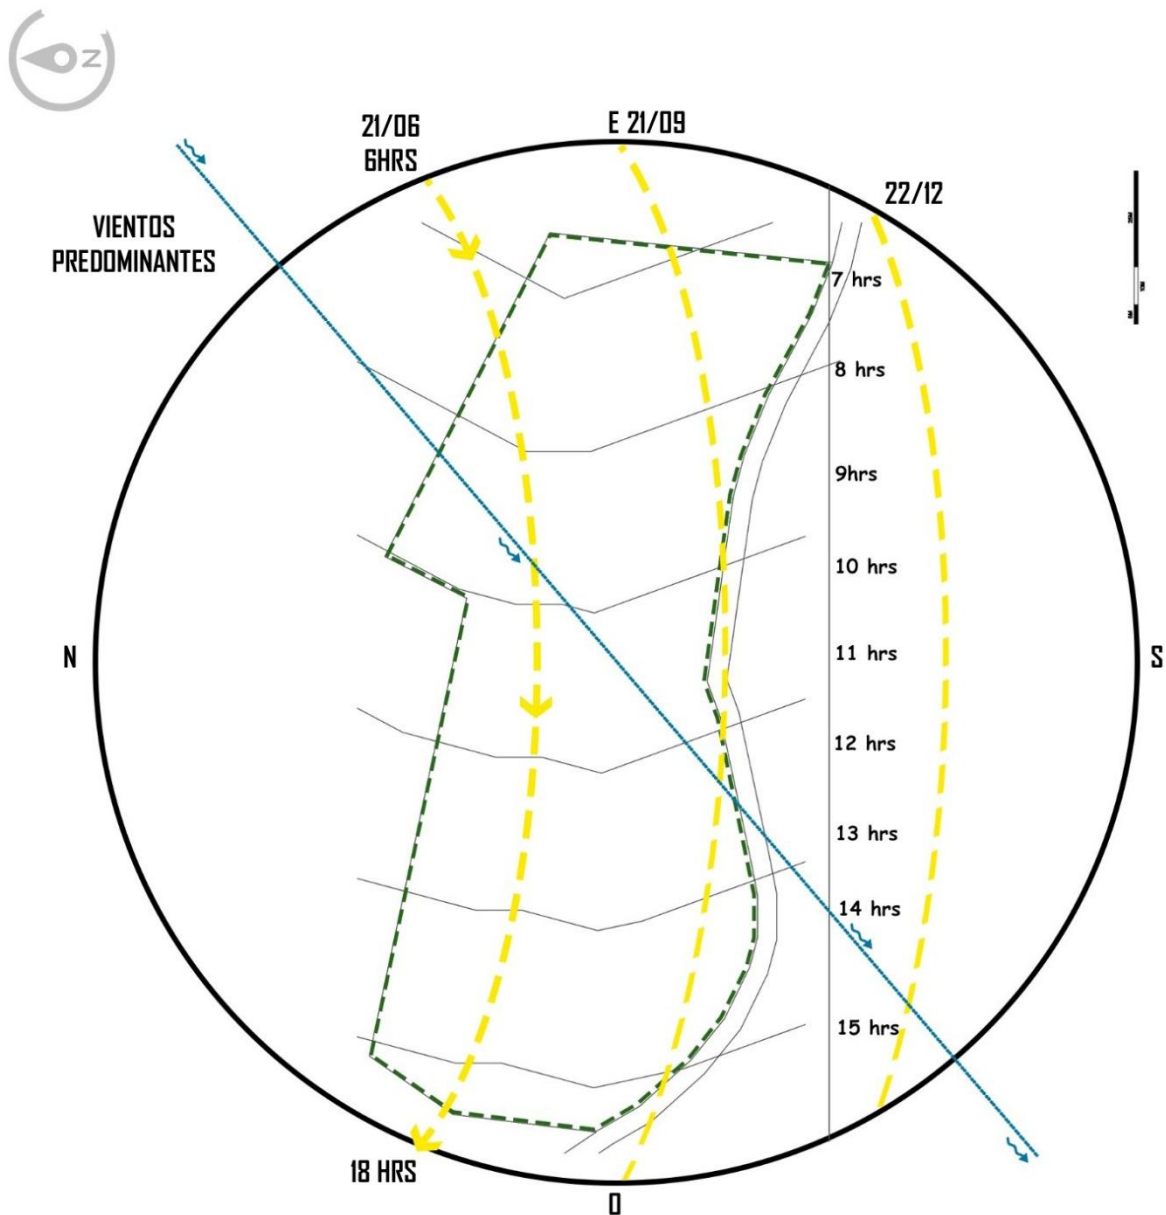 Z
21/06
6HRS
E 21/09
22/12
VIENTOS
PREDOMINANTES
7 hrs
8 hrs
9hrs
10 hrs
11 hrs
12 hrs
13 hrs
14 hrs
15 hrs
N
S
18 HRS
O